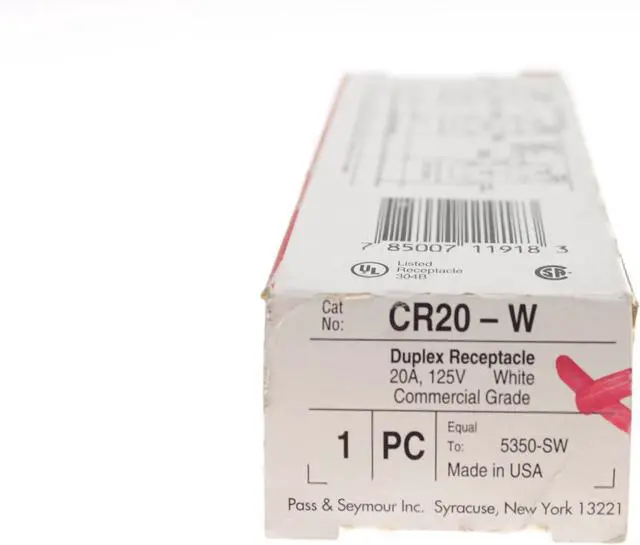 7 85007 11918 3
UL Listed
Receptacle
304B
Cat
No: CR20 – W
Duplex Receptacle
20A, 125V White
Commercial Grade
1 PC Equal
To: 5350-SW
Made in USA
Pass & Seymour Inc. Syracuse, New York 13221